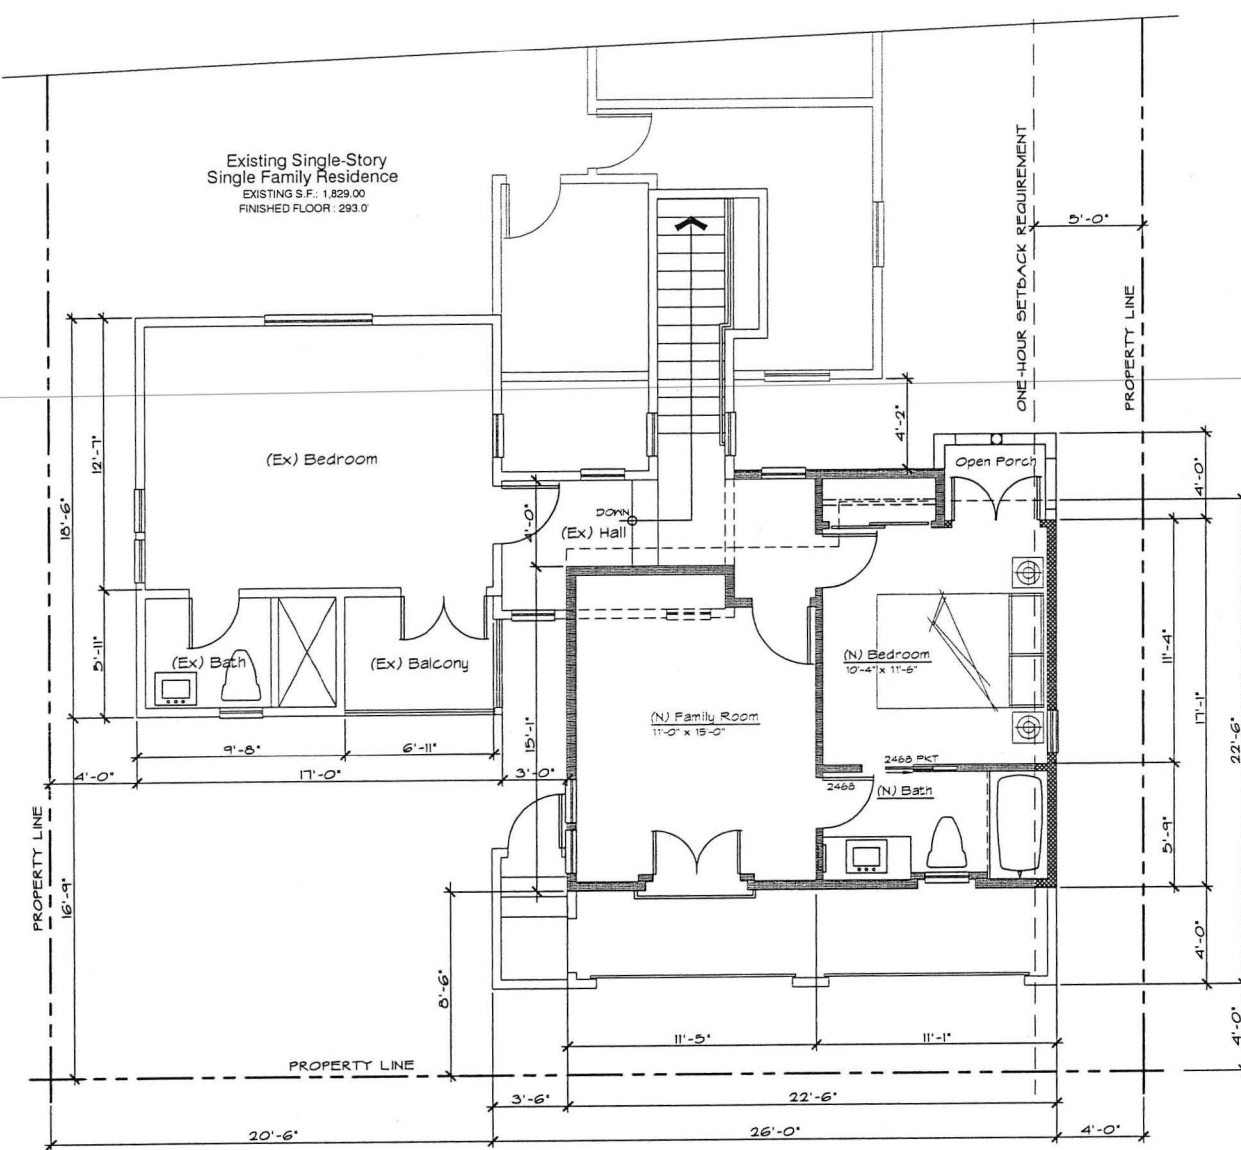 Existing Single-Story
Single Family Residence
EXISTING S.F.: 1,829.00
FINISHED FLOOR : 293.0'
ONE-HOUR SETBACK REQUIREMENT
5'-0"
PROPERTY LINE
4'-2"
(Ex) Bedroom
Open Porch
12'-7"
18'-6"
4'-0"
DOWN
(Ex) Hall
4'-0"
(Ex) Bath
(Ex) Balcony
5'-11"
(N) Bedroom
10'-4" x 11'-6"
11'-4"
17'-1"
22'-6"
(N) Family Room
11'-0" x 15'-0"
15'-1"
9'-8"
6'-11"
4'-0"
17'-0"
3'-0"
2468 PKT
2468
(N) Bath
5'-9"
PROPERTY LINE
16'-9"
8'-6"
4'-0"
11'-5"
11'-1"
4'-0"
PROPERTY LINE
3'-6"
22'-6"
20'-6"
26'-0"
4'-0"